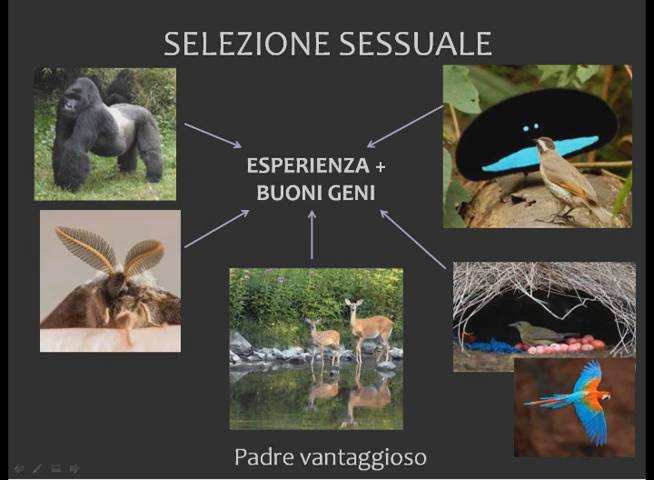 SELEZIONE SESSUALE
ESPERIENZA +
BUONI GENI
Padre vantaggioso